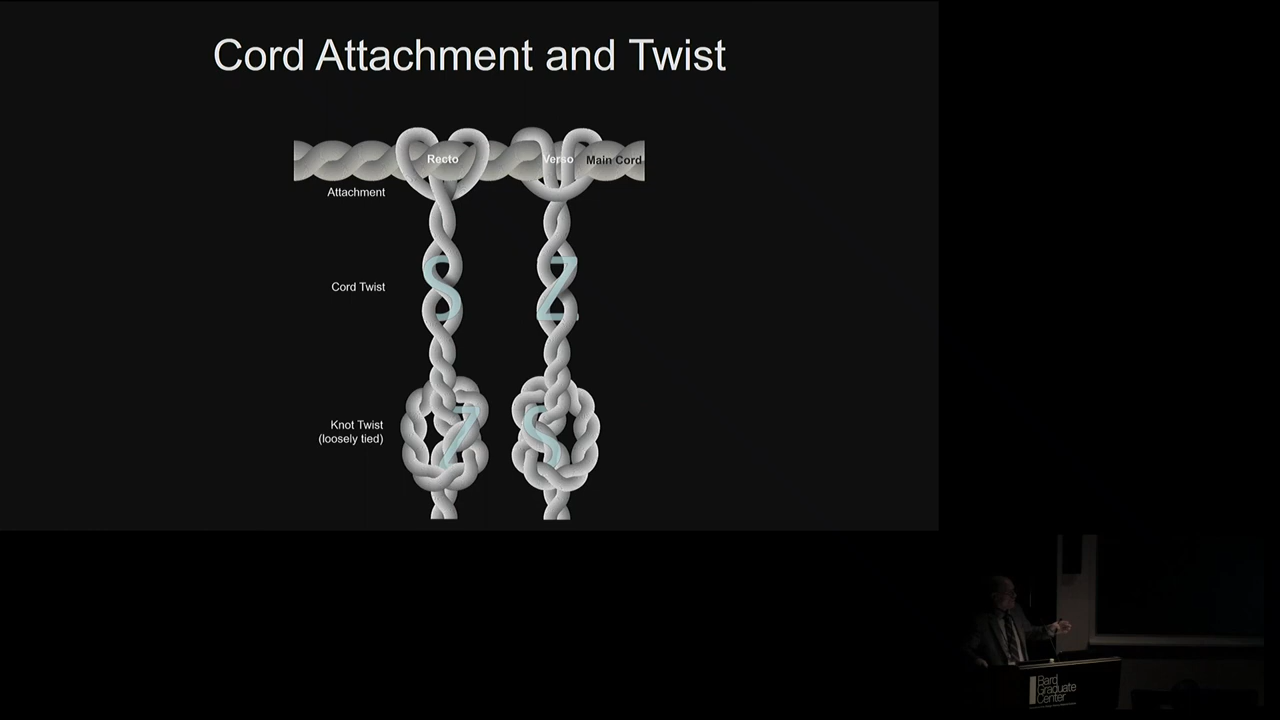 Cord Attachment and Twist
Recto
Verso
Main Cord
Attachment
Cord Twist
S
Z
Knot Twist
(loosely tied)
Z
S
Bard
Graduate
Center